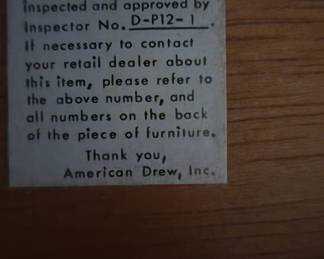 inspected and approved by
Inspector No. D-P12-1.
If necessary to contact
your retail dealer about
this item, please refer to
the above number, and
all numbers on the back
of the piece of furniture.
Thank you,
American Drew, Inc.